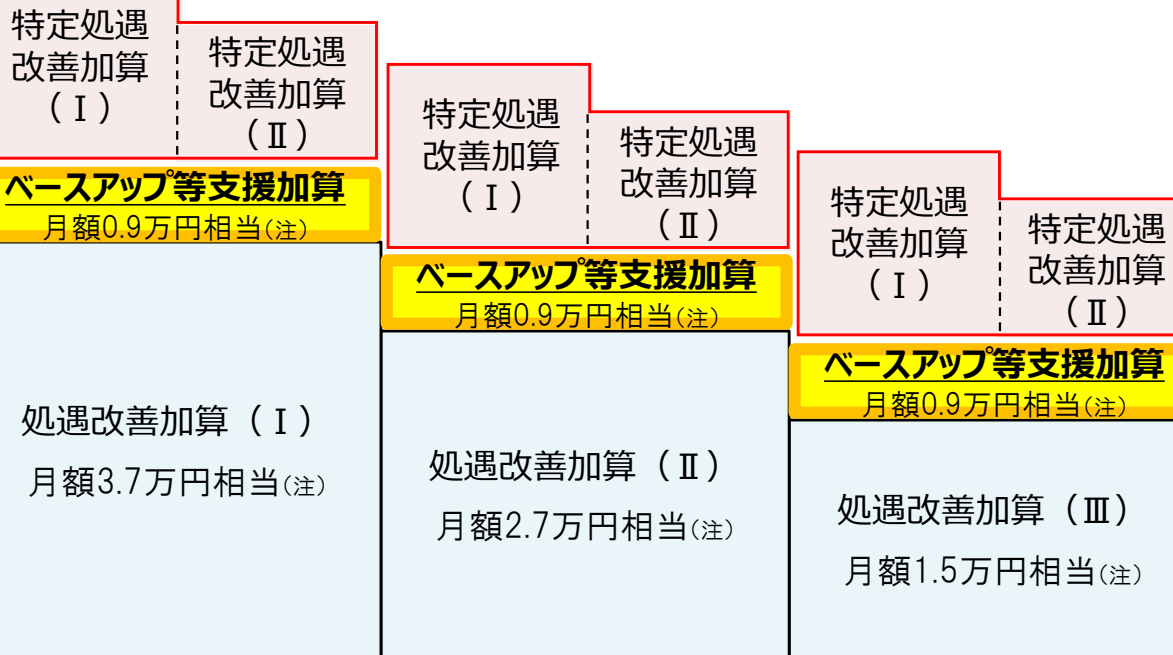 特定処遇
改善加算
（Ⅰ）
特定処遇
改善加算
（Ⅱ）
ベースアップ等支援加算
月額0.9万円相当(注)
処遇改善加算（Ⅰ）
月額3.7万円相当(注)
特定処遇
改善加算
（Ⅰ）
特定処遇
改善加算
（Ⅱ）
ベースアップ等支援加算
月額0.9万円相当(注)
処遇改善加算（Ⅱ）
月額2.7万円相当(注)
特定処遇
改善加算
（Ⅰ）
特定処遇
改善加算
（Ⅱ）
ベースアップ等支援加算
月額0.9万円相当(注)
処遇改善加算（Ⅲ）
月額1.5万円相当(注)